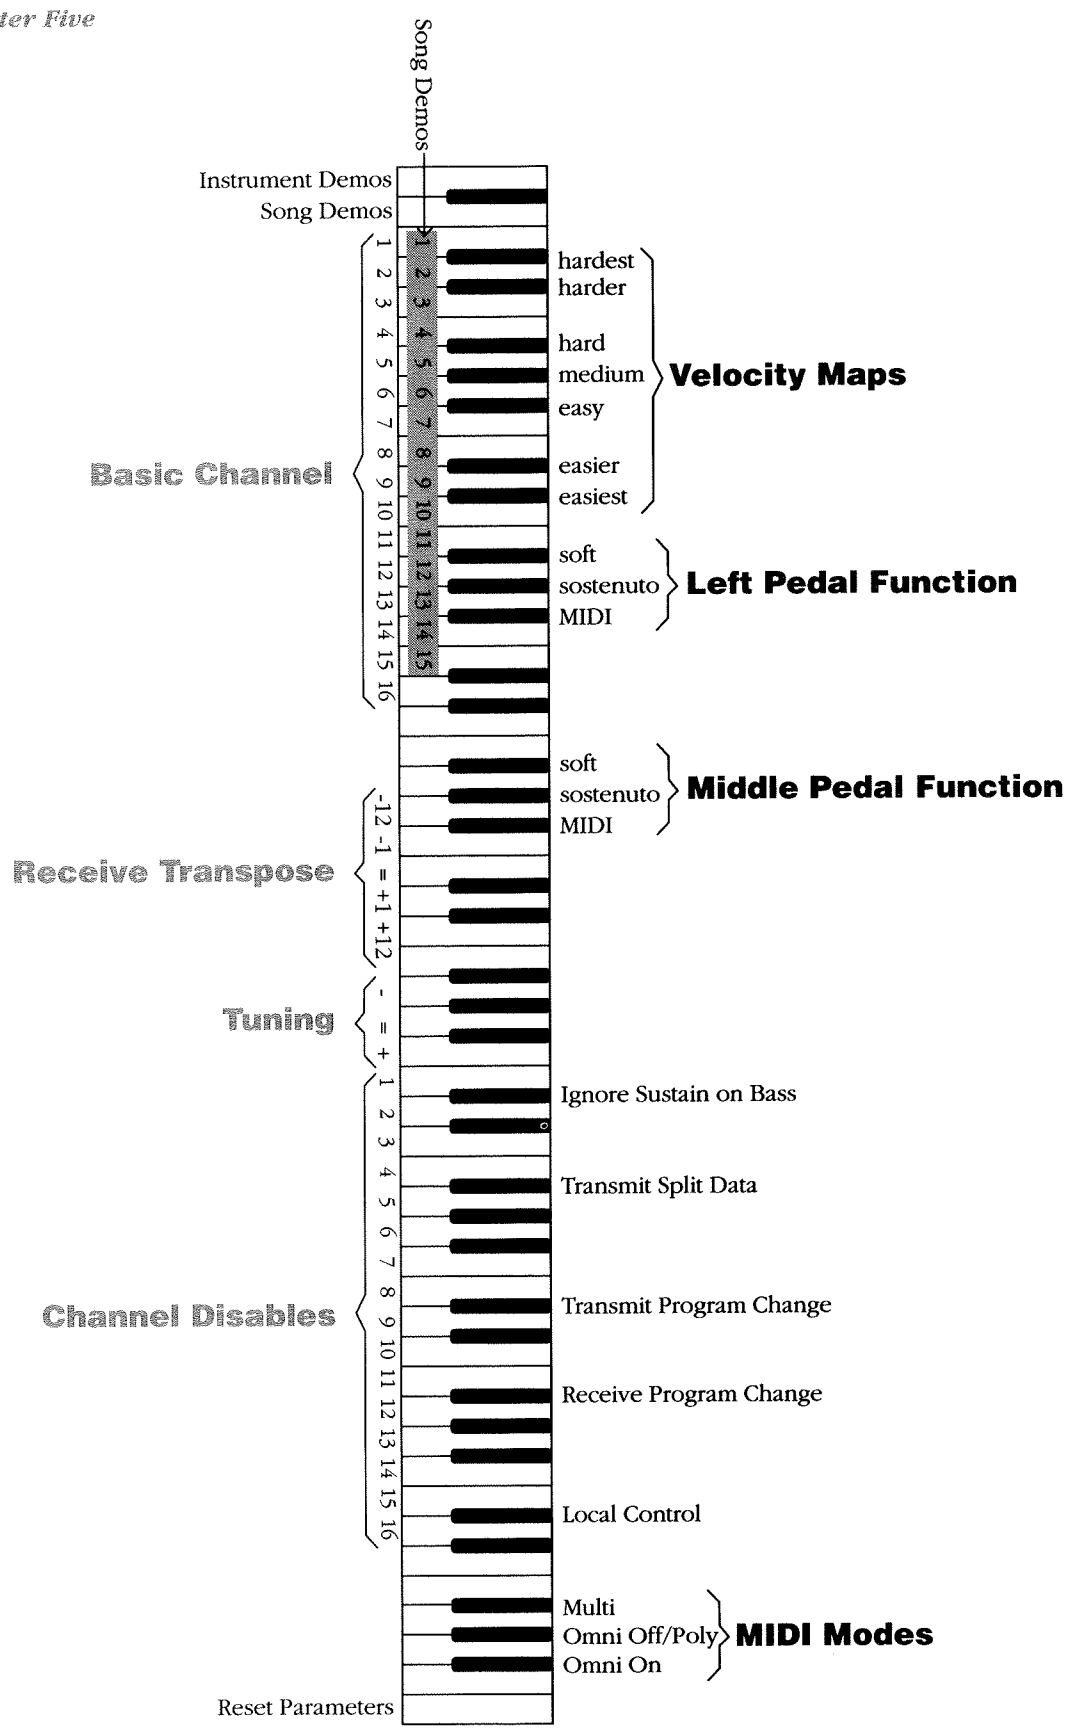 ter Five
Song Demos
Instrument Demos
Song Demos
Basic Channel
1 2 3 4 5 6 7 8 9 10 11 12 13 14 15 16
1 2 3 4 5 6 7 8 9 10 11 12 13 14 15
hardest
harder
hard
medium
easy
easier
easiest
Velocity Maps
soft
sostenuto
MIDI
Left Pedal Function
soft
sostenuto
MIDI
Middle Pedal Function
Receive Transpose
-12 -1 = +1 +12
Tuning
- = +
Channel Disables
1 2 3 4 5 6 7 8 9 10 11 12 13 14 15 16
Ignore Sustain on Bass
Transmit Split Data
Transmit Program Change
Receive Program Change
Local Control
Multi
Omni Off/Poly
Omni On
MIDI Modes
Reset Parameters